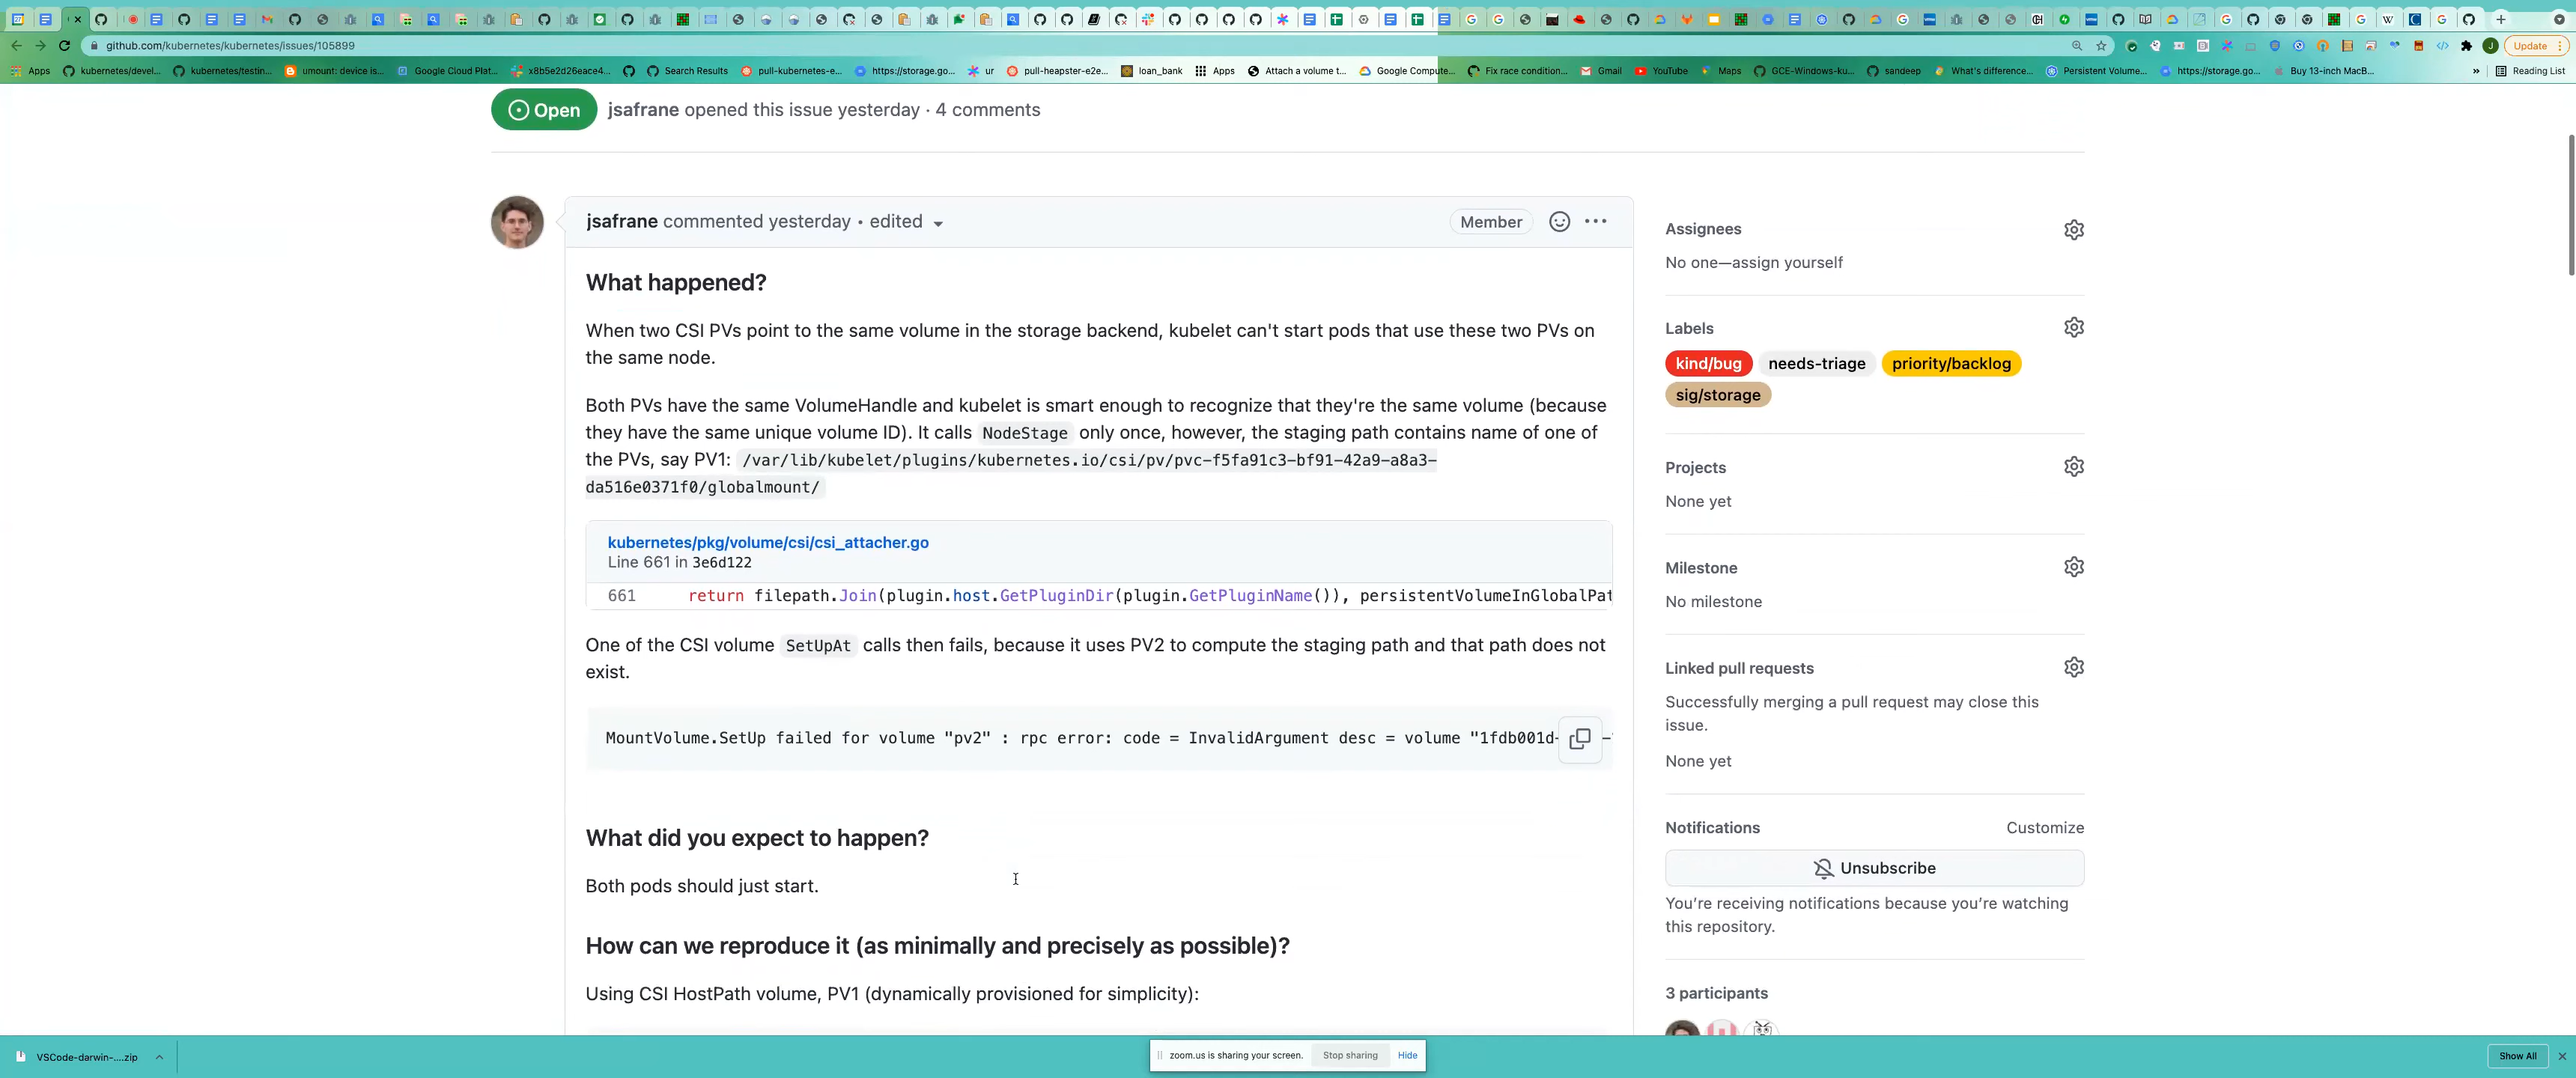 github.com/kubernetes/kubernetes/issues/105899
Update
Apps
kubernetes/devel...
kubernetes/testin...
umount: device is...
Google Cloud Plat...
x8b5e2d26eace4...
Search Results
pull-kubernetes-e...
https://storage.go...
ur
pull-heapster-e2e...
loan_bank
Apps
Attach a volume t...
Google Compute...
Fix race condition...
Gmail
YouTube
Maps
GCE-Windows-ku...
sandeep
What's difference...
Persistent Volume...
https://storage.go...
Buy 13-inch MacB...
»
Reading List
Open
jsafrane opened this issue yesterday · 4 comments
jsafrane commented yesterday • edited
Member
What happened?
When two CSI PVs point to the same volume in the storage backend, kubelet can't start pods that use these two PVs on
the same node.
Both PVs have the same VolumeHandle and kubelet is smart enough to recognize that they're the same volume (because
they have the same unique volume ID). It calls NodeStage only once, however, the staging path contains name of one of
the PVs, say PV1: /var/lib/kubelet/plugins/kubernetes.io/csi/pv/pvc-f5fa91c3-bf91-42a9-a8a3-
da516e0371f0/globalmount/
kubernetes/pkg/volume/csi/csi_attacher.go
Line 661 in 3e6d122
661 return filepath.Join(plugin.host.GetPluginDir(plugin.GetPluginName()), persistentVolumeInGlobalPat
One of the CSI volume SetUpAt calls then fails, because it uses PV2 to compute the staging path and that path does not
exist.
MountVolume.SetUp failed for volume "pv2" : rpc error: code = InvalidArgument desc = volume "1fdb001d-
What did you expect to happen?
Both pods should just start.
How can we reproduce it (as minimally and precisely as possible)?
Using CSI HostPath volume, PV1 (dynamically provisioned for simplicity):
Assignees
No one—assign yourself
Labels
kind/bug
needs-triage
priority/backlog
sig/storage
Projects
None yet
Milestone
No milestone
Linked pull requests
Successfully merging a pull request may close this
issue.
None yet
Notifications
Customize
Unsubscribe
You're receiving notifications because you're watching
this repository.
3 participants
VSCode-darwin-....zip
zoom.us is sharing your screen.
Stop sharing
Hide
Show All